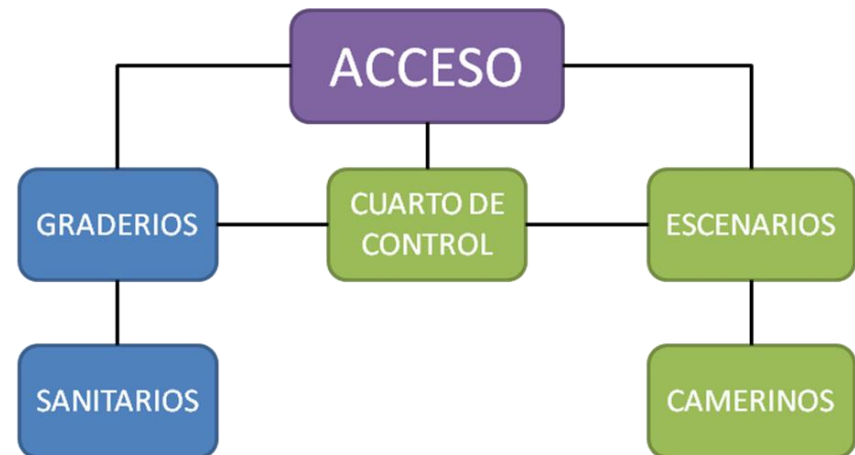 ACCESO
GRADERIOS
CUARTO DE
CONTROL
ESCENARIOS
SANITARIOS
CAMERINOS